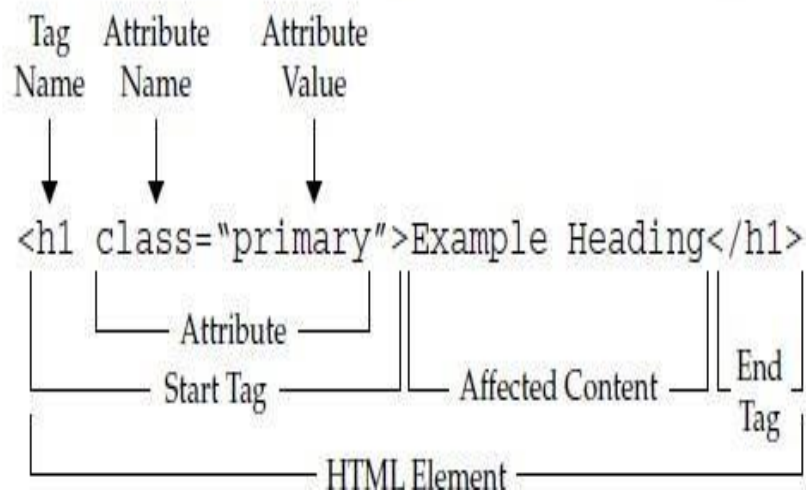 Tag Attribute Attribute
Name Name Value
<h1 class=“primary”>Example Heading</h1>
Attribute
Start Tag Affected Content End
Tag
HTML Element